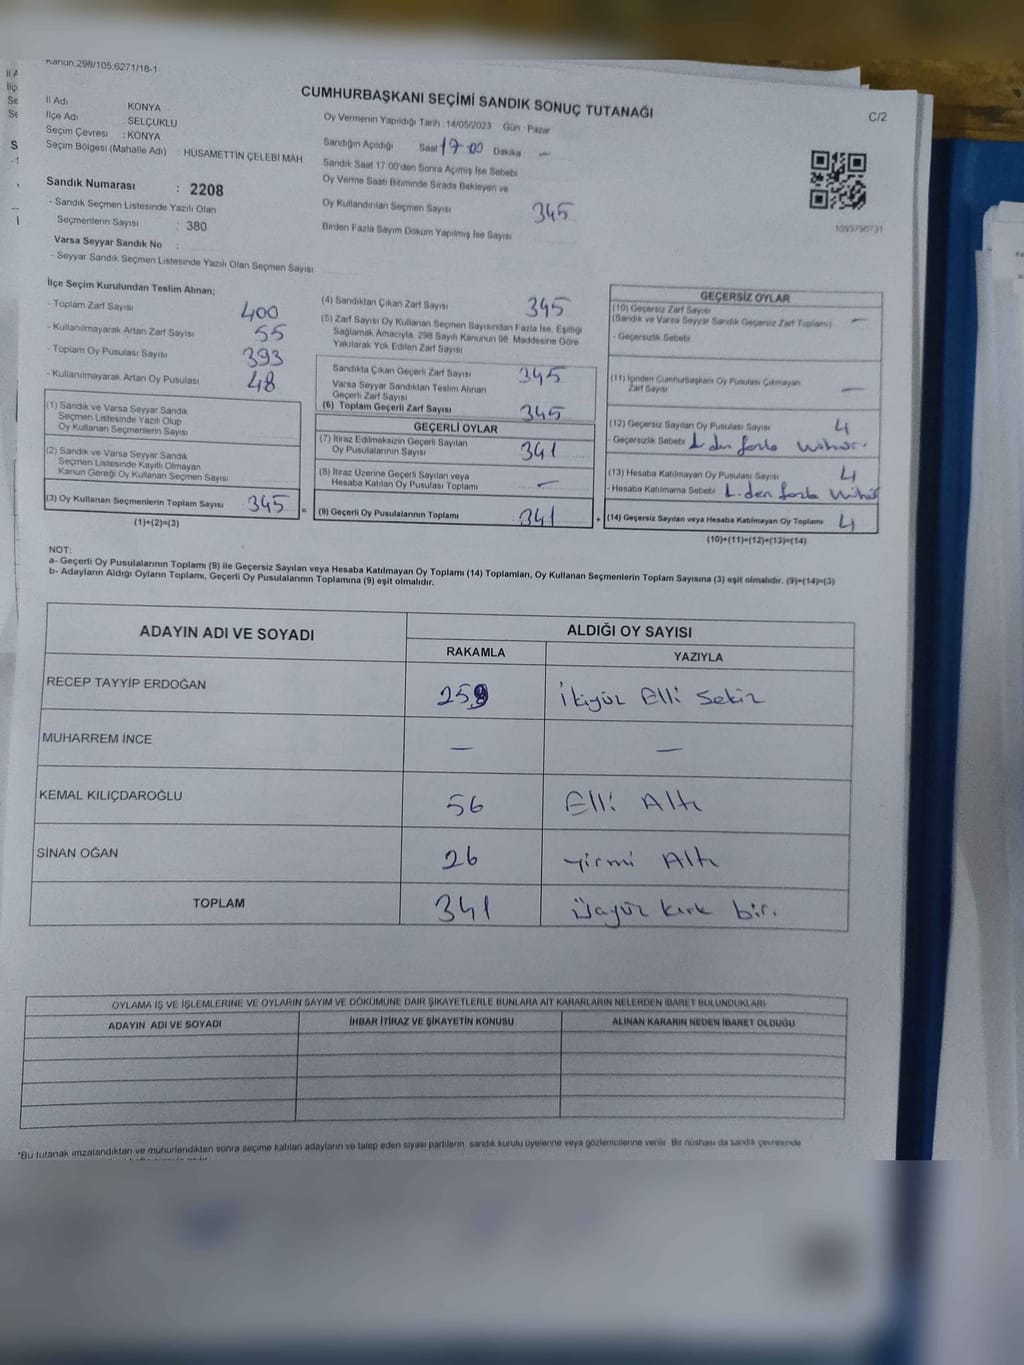 Kanun:298/105;6271/18-1
CUMHURBAŞKANI SEÇİMİ SANDIK SONUÇ TUTANAĞI
C/2
İl Adı KONYA
İlçe Adı SELÇUKLU
Seçim Çevresi : KONYA
Seçim Bölgesi (Mahalle Adı) : HÜSAMETTİN ÇELEBİ MAH
Oy Vermenin Yapıldığı Tarih :14/05/2023 Gün : Pazar
Sandığın Açıldığı Saat 17-00 Dakika —
Sandık Saat 17:00'den Sonra Açılmış İse Sebebi
Oy Verme Saati Bitiminde Sırada Bekleyen ve
Oy Kullandırılan Seçmen Sayısı 345
Birden Fazla Sayım Döküm Yapılmış İse Sayısı
1093790731
Sandık Numarası : 2208
- Sandık Seçmen Listesinde Yazılı Olan
Seçmenlerin Sayısı : 380
Varsa Seyyar Sandık No :
- Seyyar Sandık Seçmen Listesinde Yazılı Olan Seçmen Sayısı
İlçe Seçim Kurulundan Teslim Alınan;
- Toplam Zarf Sayısı 400
- Kullanılmayarak Artan Zarf Sayısı 55
- Toplam Oy Pusulası Sayısı 393
- Kullanılmayarak Artan Oy Pusulası 48
(1) Sandık ve Varsa Seyyar Sandık
Seçmen Listesinde Yazılı Olup
Oy Kullanan Seçmenlerin Sayısı
(2) Sandık ve Varsa Seyyar Sandık
Seçmen Listesinde Kayıtlı Olmayan
Kanun Gereği Oy Kullanan Seçmen Sayısı
(3) Oy Kullanan Seçmenlerin Toplam Sayısı 345
(1)+(2)=(3)
(4) Sandıktan Çıkan Zarf Sayısı 345
(5) Zarf Sayısı Oy Kullanan Seçmen Sayısından Fazla İse, Eşitliği
Sağlamak Amacıyla, 298 Sayılı Kanunun 98. Maddesine Göre
Yakılarak Yok Edilen Zarf Sayısı
Sandıkta Çıkan Geçerli Zarf Sayısı 345
Varsa Seyyar Sandıktan Teslim Alınan
Geçerli Zarf Sayısı
(6) Toplam Geçerli Zarf Sayısı 345
GEÇERLİ OYLAR
(7) İtiraz Edilmeksizin Geçerli Sayılan
Oy Pusulalarının Sayısı 341
(8) İtiraz Üzerine Geçerli Sayılan veya
Hesaba Katılan Oy Pusulası Toplamı —
= (9) Geçerli Oy Pusulalarının Toplamı 341
GEÇERSİZ OYLAR
(10) Geçersiz Zarf Sayısı
(Sandık ve Varsa Seyyar Sandık Geçersiz Zarf Toplamı) —
- Geçersizlik Sebebi
(11) İçinden Cumhurbaşkanı Oy Pusulası Çıkmayan
Zarf Sayısı —
(12) Geçersiz Sayılan Oy Pusulası Sayısı 4
- Geçersizlik Sebebi 1.den fazla
(13) Hesaba Katılmayan Oy Pusulası Sayısı 4
- Hesaba Katılmama Sebebi 1.den fazla
+ (14) Geçersiz Sayılan veya Hesaba Katılmayan Oy Toplamı 4
(10)+(11)+(12)+(13)=(14)
NOT:
a- Geçerli Oy Pusulalarının Toplamı (9) ile Geçersiz Sayılan veya Hesaba Katılmayan Oy Toplamı (14) Toplamları, Oy Kullanan Seçmenlerin Toplam Sayısına (3) eşit olmalıdır. (9)+(14)=(3)
b- Adayların Aldığı Oyların Toplamı, Geçerli Oy Pusulalarının Toplamına (9) eşit olmalıdır.
ADAYIN ADI VE SOYADI
ALDIĞI OY SAYISI
RAKAMLA YAZIYLA
RECEP TAYYİP ERDOĞAN 259 İkiyüz Elli Sekiz
MUHARREM İNCE — —
KEMAL KILIÇDAROĞLU 56 Elli Altı
SİNAN OĞAN 26 yirmi Altı
TOPLAM 341 Üçyüz kırk bir.
OYLAMA İŞ VE İŞLEMLERİNE VE OYLARIN SAYIM VE DÖKÜMÜNE DAİR ŞİKAYETLERLE BUNLARA AİT KARARLARIN NELERDEN İBARET BULUNDUKLARI
ADAYIN ADI VE SOYADI İHBAR İTİRAZ VE ŞİKAYETİN KONUSU ALINAN KARARIN NEDEN İBARET OLDUĞU
*Bu tutanak imzalandıktan ve mühürlendikten sonra seçime katılan adayların ve talep eden siyasi partilerin sandık kurulu üyelerine veya gözlemcilerine verilir. Bir nüshası da sandık çevresinde